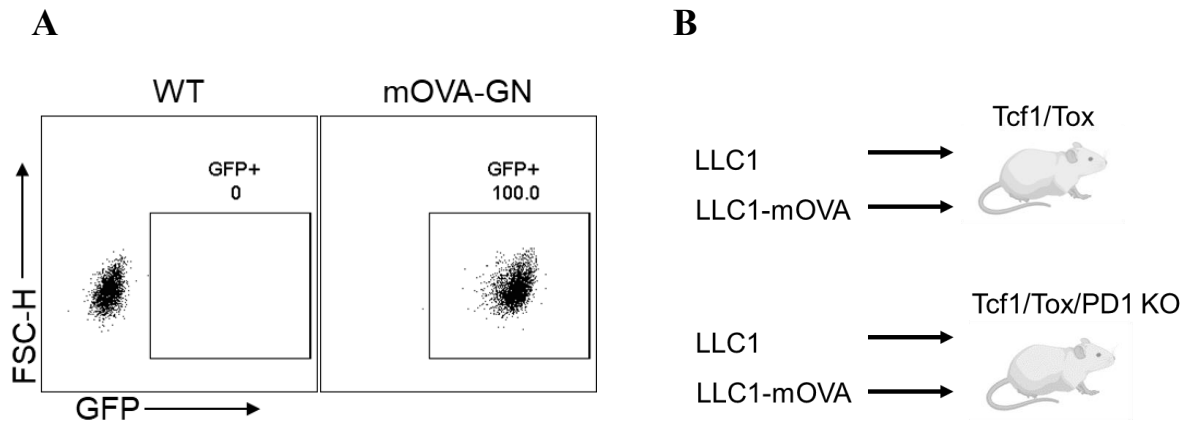 A
B
WT
mOVA-GN
GFP+
0
GFP+
100.0
FSC-H
GFP
Tcf1/Tox
LLC1
LLC1-mOVA
Tcf1/Tox/PD1 KO
LLC1
LLC1-mOVA